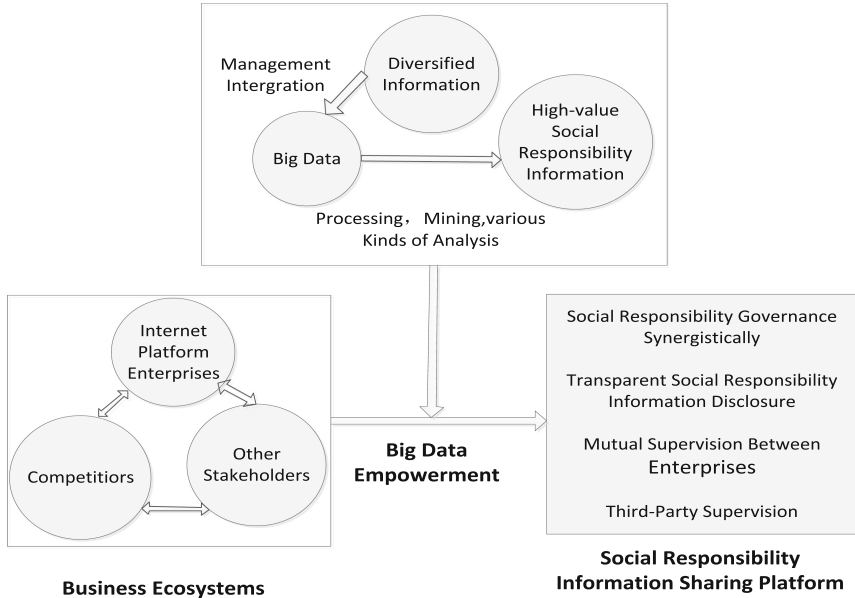 Management
Intergration
Diversified
Information
Big Data
High-value
Social
Responsibility
Information
Processing，Mining,various
Kinds of Analysis
Internet
Platform
Enterprises
Competitiors
Other
Stakeholders
Business Ecosystems
Big Data
Empowerment
Social Responsibility Governance
Synergistically
Transparent Social Responsibility
Information Disclosure
Mutual Supervision Between
Enterprises
Third-Party Supervision
Social Responsibility
Information Sharing Platform